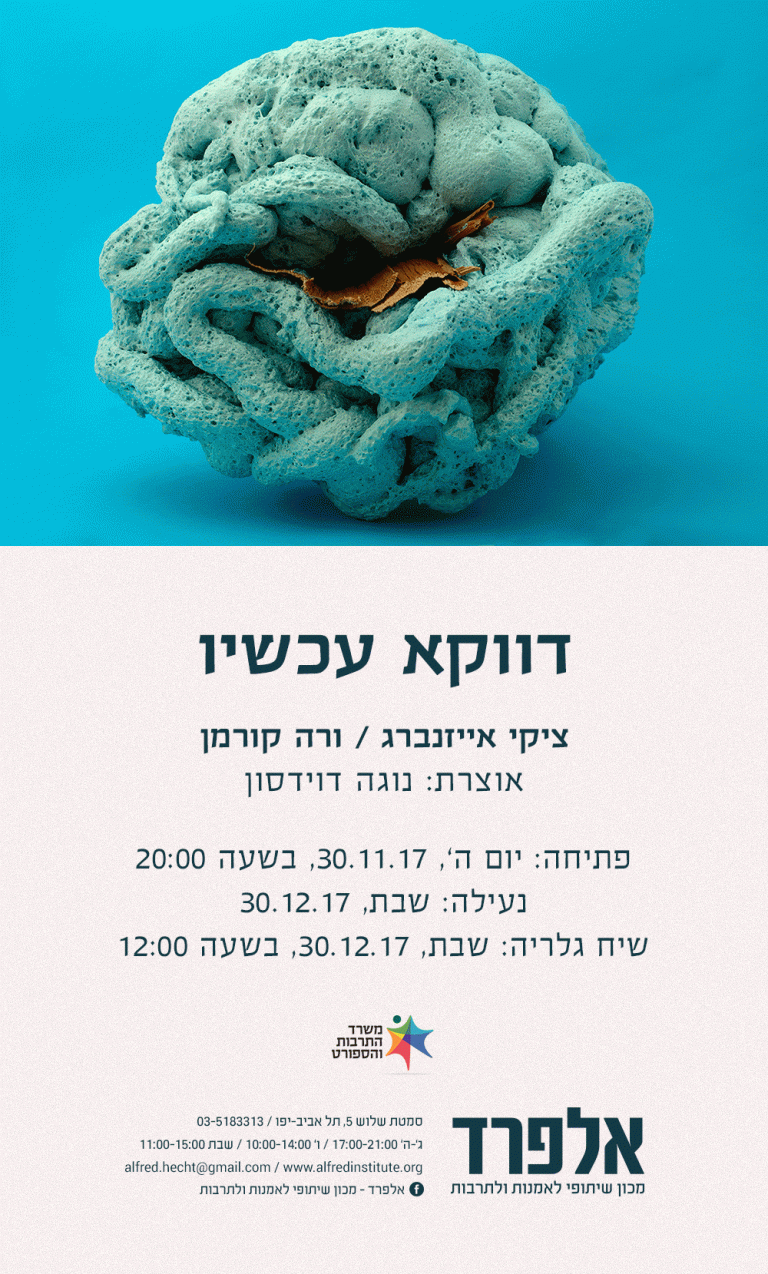 דווקא עכשיו
ציקי אייזנברג / ורה קורמן
אוצרת: נוגה דוידסון
פתיחה: יום ה', 30.11.17, בשעה 20:00
נעילה: שבת, 30.12.17
שיח גלריה: שבת, 30.12.17, בשעה 12:00
משרד
התרבות
והספורט
אלפרד
מכון שיתופי לאמנות ולתרבות
סמטת שלוש 5, תל אביב-יפו / 03-5183313
ג'-ה' 17:00-21:00 / ו' 10:00-14:00 / שבת 11:00-15:00
alfred.hecht@gmail.com / www.alfredinstitute.org
אלפרד - מכון שיתופי לאמנות ולתרבות